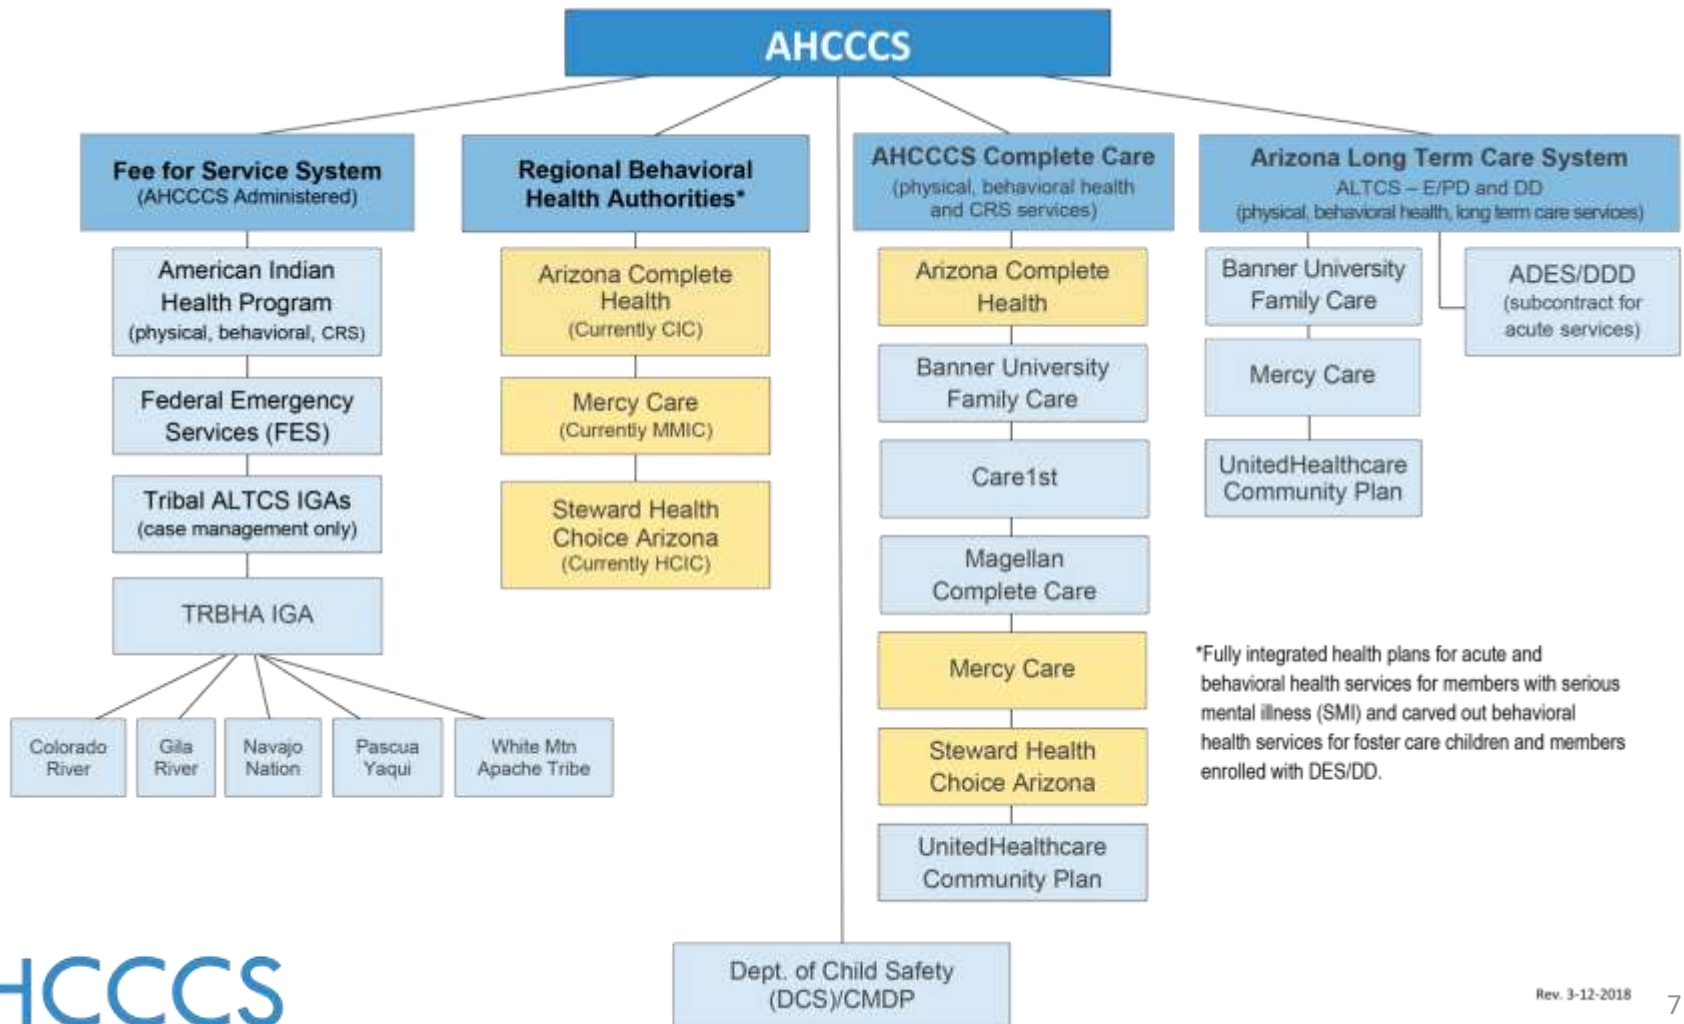 AHCCCS
Fee for Service System
(AHCCCS Administered)
American Indian
Health Program
(physical, behavioral, CRS)
Federal Emergency
Services (FES)
Tribal ALTCS IGAs
(case management only)
TRBHA IGA
Colorado
River
Gila
River
Navajo
Nation
Pascua
Yaqui
White Mtn
Apache Tribe
Regional Behavioral
Health Authorities*
Arizona Complete
Health
(Currently CIC)
Mercy Care
(Currently MMIC)
Steward Health
Choice Arizona
(Currently HCIC)
AHCCCS Complete Care
(physical, behavioral health
and CRS services)
Arizona Complete
Health
Banner University
Family Care
Care1st
Magellan
Complete Care
Mercy Care
Steward Health
Choice Arizona
UnitedHealthcare
Community Plan
Arizona Long Term Care System
ALTCS – E/PD and DD
(physical, behavioral health, long term care services)
Banner University
Family Care
Mercy Care
UnitedHealthcare
Community Plan
ADES/DDD
(subcontract for
acute services)
*Fully integrated health plans for acute and
behavioral health services for members with serious
mental illness (SMI) and carved out behavioral
health services for foster care children and members
enrolled with DES/DD.
Dept. of Child Safety
(DCS)/CMDP
HCCCS
Rev. 3-12-2018
7